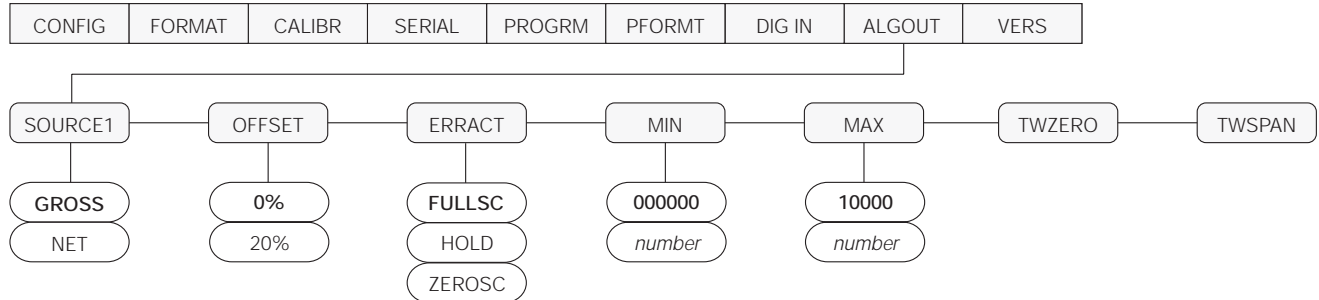 CONFIG FORMAT CALIBR SERIAL PROGRM PFORMT DIG IN ALGOUT VERS
SOURCE1 OFFSET ERRACT MIN MAX TWZERO TWSPAN
GROSS 0% FULLSC 000000 10000
NET 20% HOLD number number
ZEROSC